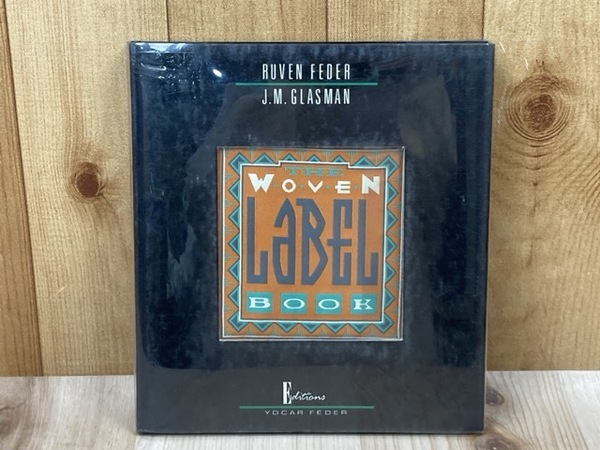 RUVEN FEDER
J.M. GLASMAN
THE
WOVEN
LaBEL
BOOK
Editions
YOCAR FEDER